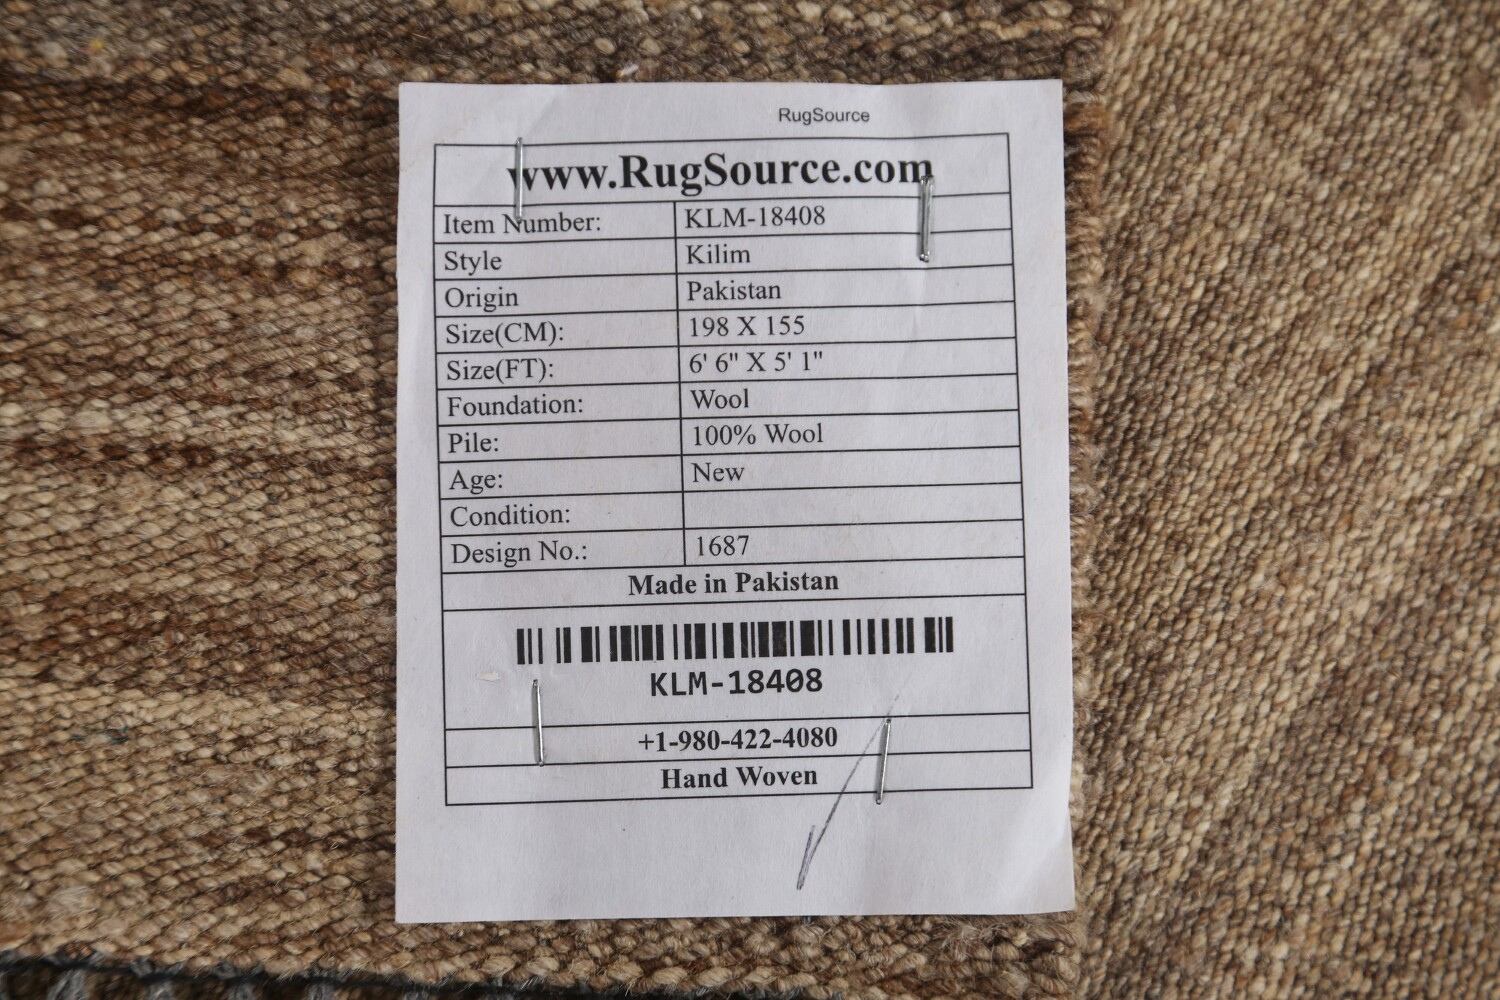 RugSource
www.RugSource.com
Item Number: KLM-18408
Style Kilim
Origin Pakistan
Size(CM): 198 X 155
Size(FT): 6' 6" X 5' 1"
Foundation: Wool
Pile: 100% Wool
Age: New
Condition:
Design No.: 1687
Made in Pakistan
KLM-18408
+1-980-422-4080
Hand Woven